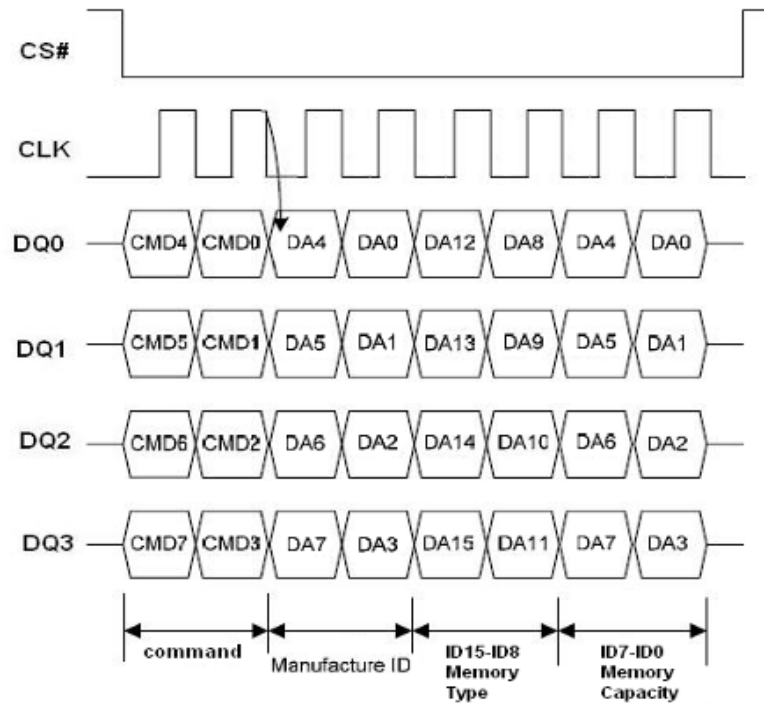 CS#
CLK
DQ0 CMD4 CMD0 DA4 DA0 DA12 DA8 DA4 DA0
DQ1 CMD5 CMD1 DA5 DA1 DA13 DA9 DA5 DA1
DQ2 CMD6 CMD2 DA6 DA2 DA14 DA10 DA6 DA2
DQ3 CMD7 CMD3 DA7 DA3 DA15 DA11 DA7 DA3
command
Manufacture ID
ID15-ID8
Memory
Type
ID7-ID0
Memory
Capacity